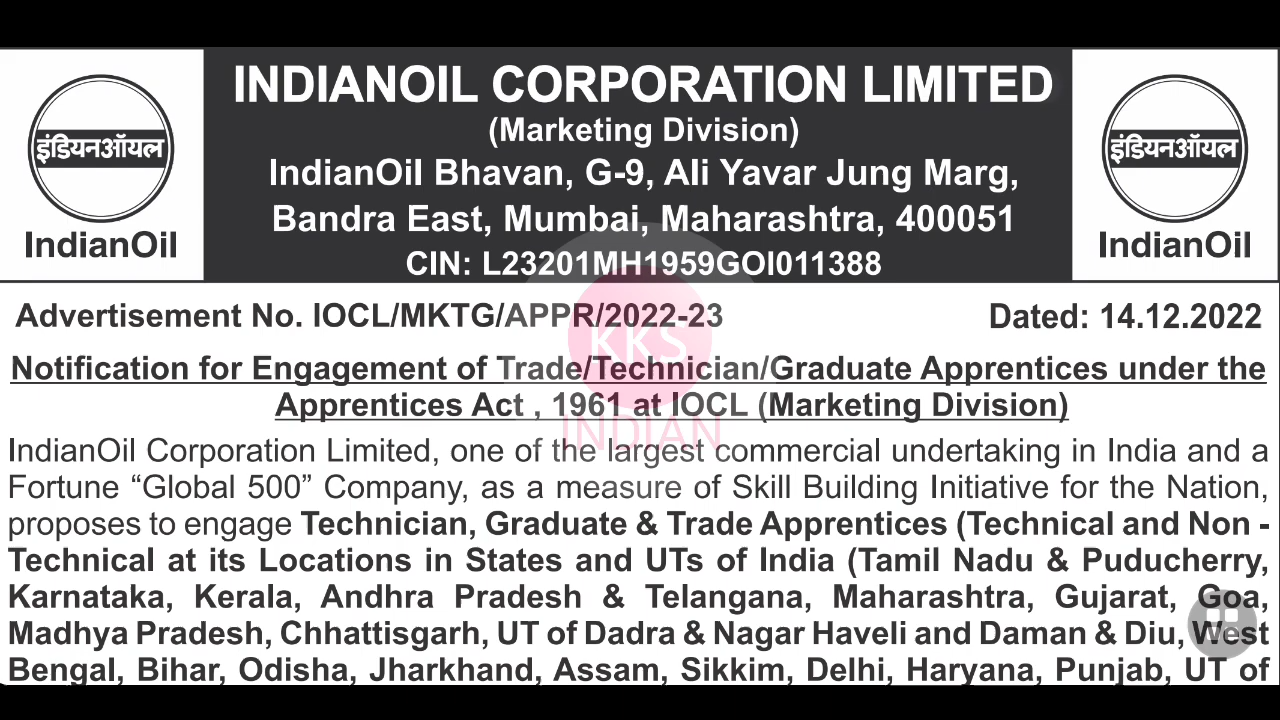 INDIANOIL CORPORATION LIMITED
(Marketing Division)
IndianOil Bhavan, G-9, Ali Yavar Jung Marg,
Bandra East, Mumbai, Maharashtra, 400051
CIN: L23201MH1959GOI011388
इंडियनऑयल
IndianOil
इंडियनऑयल
IndianOil
Advertisement No. IOCL/MKTG/APPR/2022-23 Dated: 14.12.2022
Notification for Engagement of Trade/Technician/Graduate Apprentices under the
Apprentices Act , 1961 at IOCL (Marketing Division)
IndianOil Corporation Limited, one of the largest commercial undertaking in India and a
Fortune “Global 500” Company, as a measure of Skill Building Initiative for the Nation,
proposes to engage Technician, Graduate & Trade Apprentices (Technical and Non -
Technical at its Locations in States and UTs of India (Tamil Nadu & Puducherry,
Karnataka, Kerala, Andhra Pradesh & Telangana, Maharashtra, Gujarat, Goa,
Madhya Pradesh, Chhattisgarh, UT of Dadra & Nagar Haveli and Daman & Diu, West
Bengal, Bihar, Odisha, Jharkhand, Assam, Sikkim, Delhi, Haryana, Punjab, UT of
KKS
INDIAN